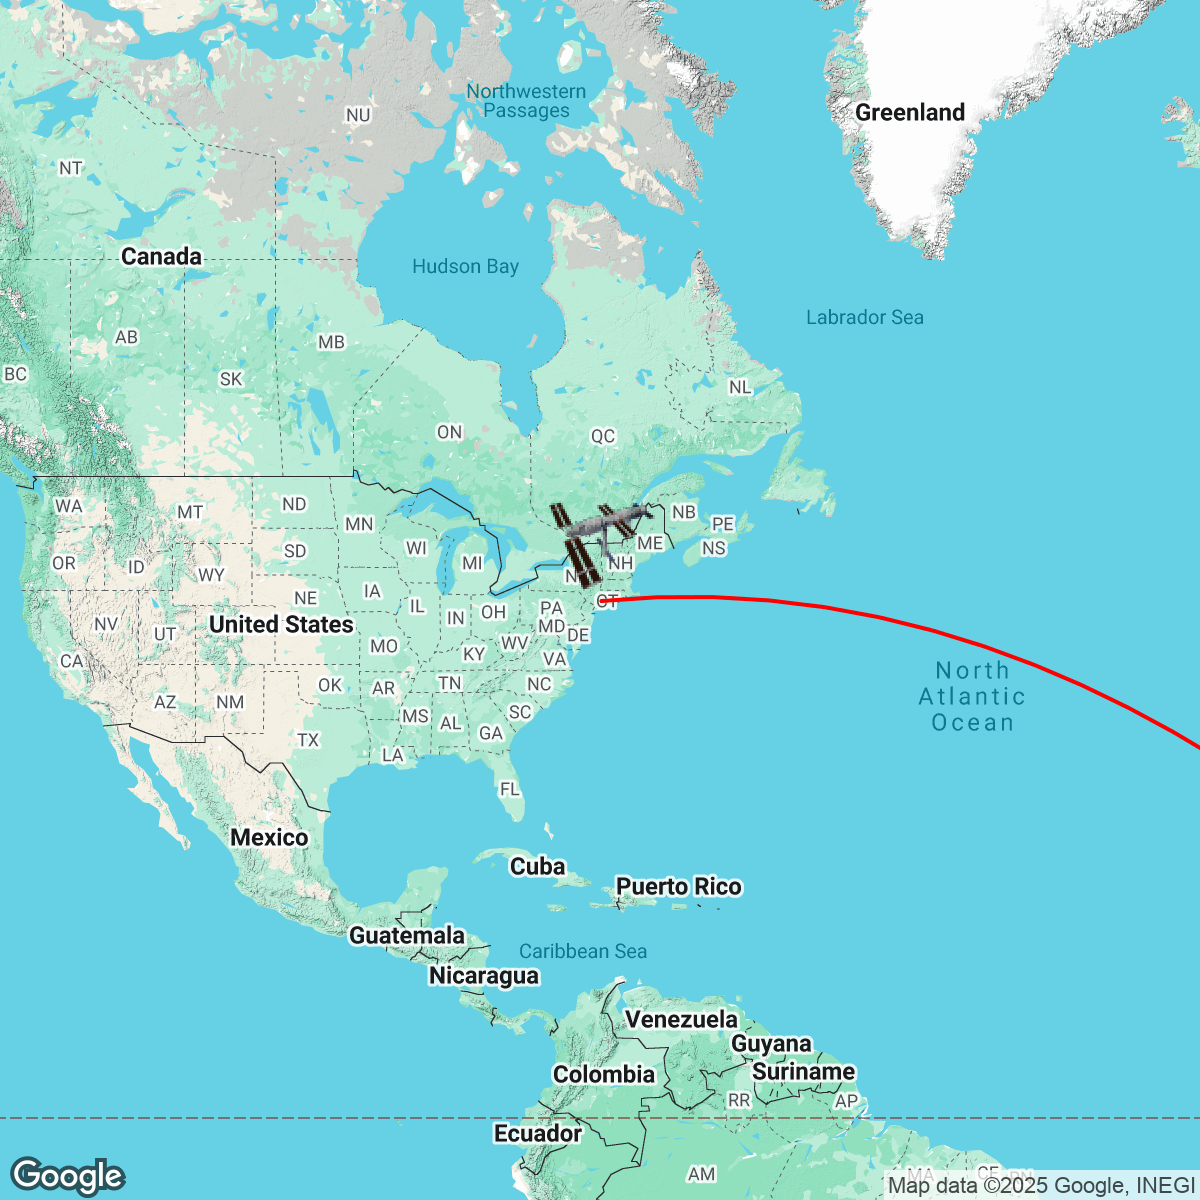 Northwestern
Passages
NU
Greenland
NT
Canada
Hudson Bay
Labrador Sea
AB
MB
BC
SK
NL
ON
QC
WA
MT
ND
MN
NB
PE
OR
ID
SD
WI
MI
ME
NS
WY
NH
NE
IA
IL
IN
OH
PA
CT
NV
UT
United States
MD
DE
MO
WV
KY
VA
CA
AZ
NM
OK
AR
TN
NC
North
Atlantic
Ocean
MS
AL
SC
GA
TX
LA
FL
Mexico
Cuba
Puerto Rico
Guatemala
Caribbean Sea
Nicaragua
Venezuela
Guyana
Colombia
Suriname
RR
AP
Ecuador
AM
MA
CE
RN
Google
Map data ©2025 Google, INEGI